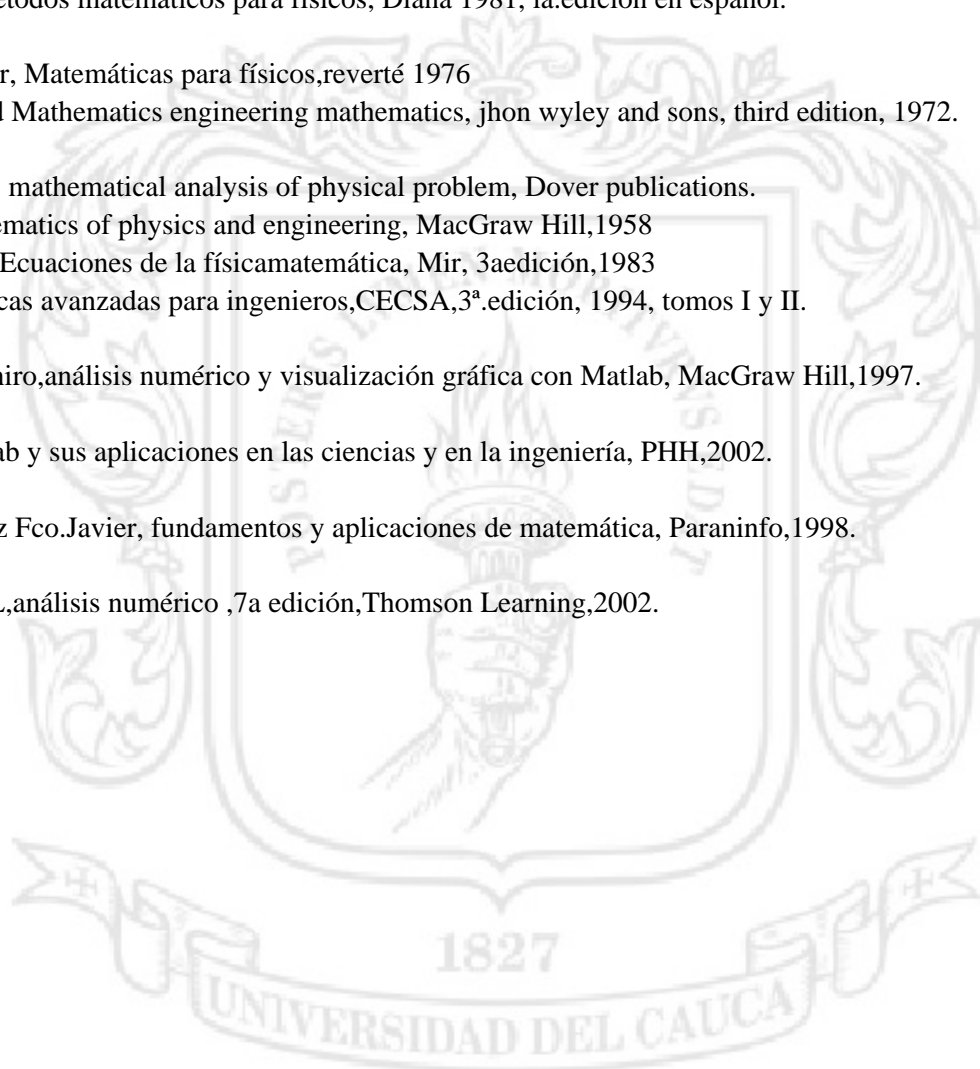 étodos matemáticos para físicos, Diana 1981, 1a.edición en español.
r, Matemáticas para físicos,reverté 1976
d Mathematics engineering mathematics, jhon wyley and sons, third edition, 1972.
mathematical analysis of physical problem, Dover publications.
ematics of physics and engineering, MacGraw Hill,1958
Ecuaciones de la físicamatemática, Mir, 3aedición,1983
cas avanzadas para ingenieros,CECSA,3ª.edición, 1994, tomos I y II.
niro,análisis numérico y visualización gráfica con Matlab, MacGraw Hill,1997.
ab y sus aplicaciones en las ciencias y en la ingeniería, PHH,2002.
z Fco.Javier, fundamentos y aplicaciones de matemática, Paraninfo,1998.
L,análisis numérico ,7a edición,Thomson Learning,2002.
1827
UNIVERSIDAD DEL CAUCA